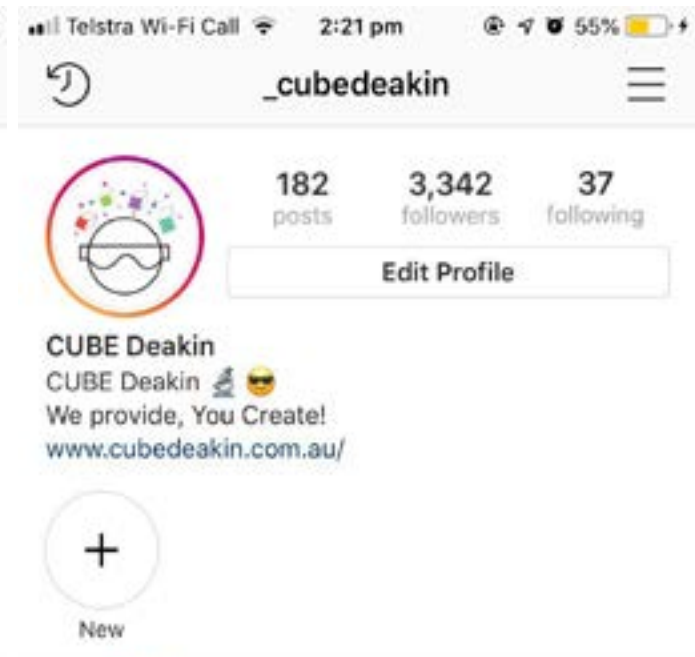 Telstra Wi-Fi Call 2:21 pm 55%
_cubedeakin
182 3,342 37
posts followers following
Edit Profile
CUBE Deakin
CUBE Deakin 🔬 😎
We provide, You Create!
www.cubedeakin.com.au/
+
New